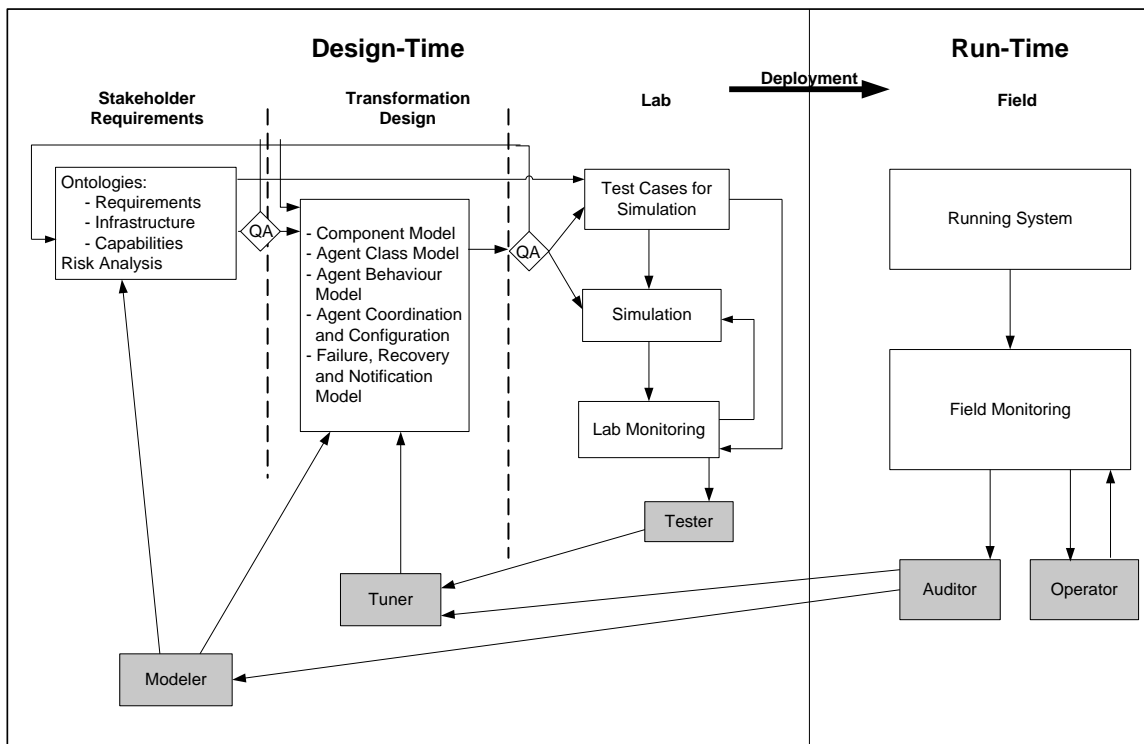 Design-Time
Run-Time
Deployment
Stakeholder
Requirements
Transformation
Design
Lab
Field
Ontologies:
- Requirements
- Infrastructure
- Capabilities
Risk Analysis
QA
- Component Model
- Agent Class Model
- Agent Behaviour
Model
- Agent Coordination
and Configuration
- Failure, Recovery
and Notification
Model
QA
Test Cases for
Simulation
Simulation
Lab Monitoring
Running System
Field Monitoring
Tester
Tuner
Auditor
Operator
Modeler